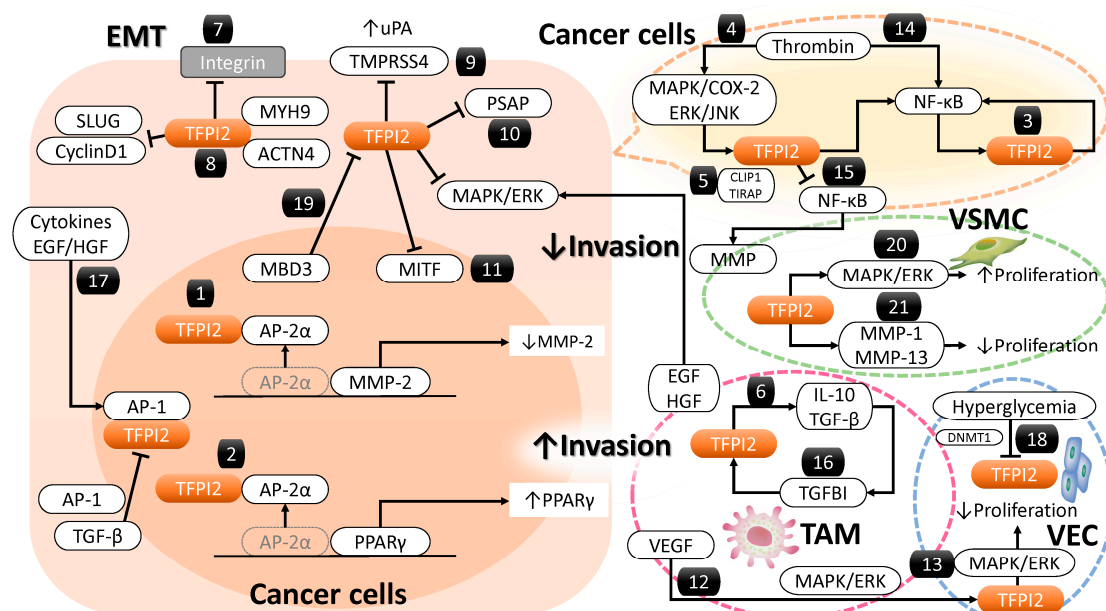 EMT
7
Integrin
↑uPA
TMPRSS4
9
MYH9
PSAP
SLUG
TFPI2
TFPI2
CyclinD1
10
8
ACTN4
MAPK/ERK
19
Cytokines
EGF/HGF
17
MBD3
MITF
11
↓Invasion
1
TFPI2
AP-2α
↓MMP-2
AP-2α
MMP-2
AP-1
TFPI2
↑Invasion
2
TFPI2
AP-2α
↑PPARγ
AP-1
TGF-β
AP-2α
PPARγ
Cancer cells
Cancer cells
4
Thrombin
14
MAPK/COX-2
ERK/JNK
NF-κB
3
TFPI2
TFPI2
5
CLIP1
TIRAP
15
NF-κB
MMP
VSMC
20
MAPK/ERK
↑Proliferation
TFPI2
21
MMP-1
MMP-13
↓Proliferation
EGF
HGF
6
IL-10
TGF-β
TFPI2
16
TGFBI
TAM
VEGF
12
MAPK/ERK
Hyperglycemia
DNMT1
18
TFPI2
↓Proliferation
VEC
13
MAPK/ERK
TFPI2